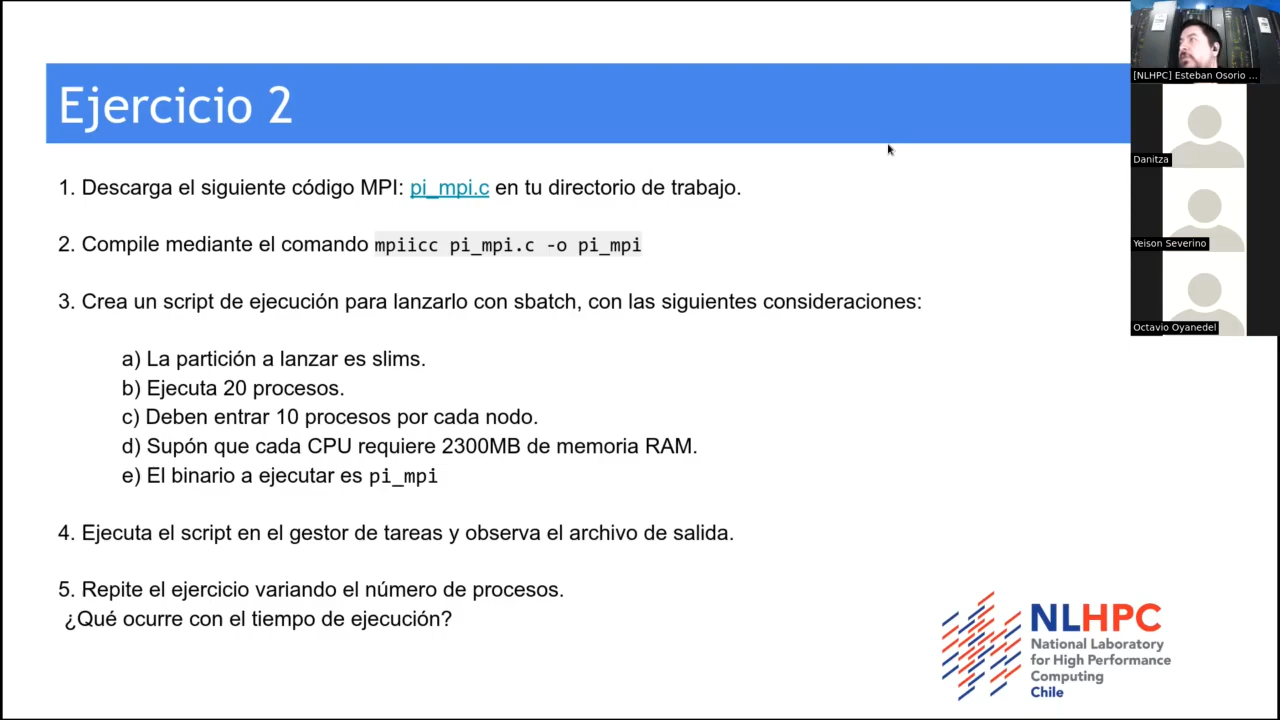 Ejercicio 2
1. Descarga el siguiente código MPI: pi_mpi.c en tu directorio de trabajo.
2. Compile mediante el comando mpiicc pi_mpi.c -o pi_mpi
3. Crea un script de ejecución para lanzarlo con sbatch, con las siguientes consideraciones:
a) La partición a lanzar es slims.
b) Ejecuta 20 procesos.
c) Deben entrar 10 procesos por cada nodo.
d) Supón que cada CPU requiere 2300MB de memoria RAM.
e) El binario a ejecutar es pi_mpi
4. Ejecuta el script en el gestor de tareas y observa el archivo de salida.
5. Repite el ejercicio variando el número de procesos.
¿Qué ocurre con el tiempo de ejecución?
NLHPC
National Laboratory
for High Performance
Computing
Chile
[NLHPC] Esteban Osorio ...
Danitza
Yeison Severino
Octavio Oyanedel